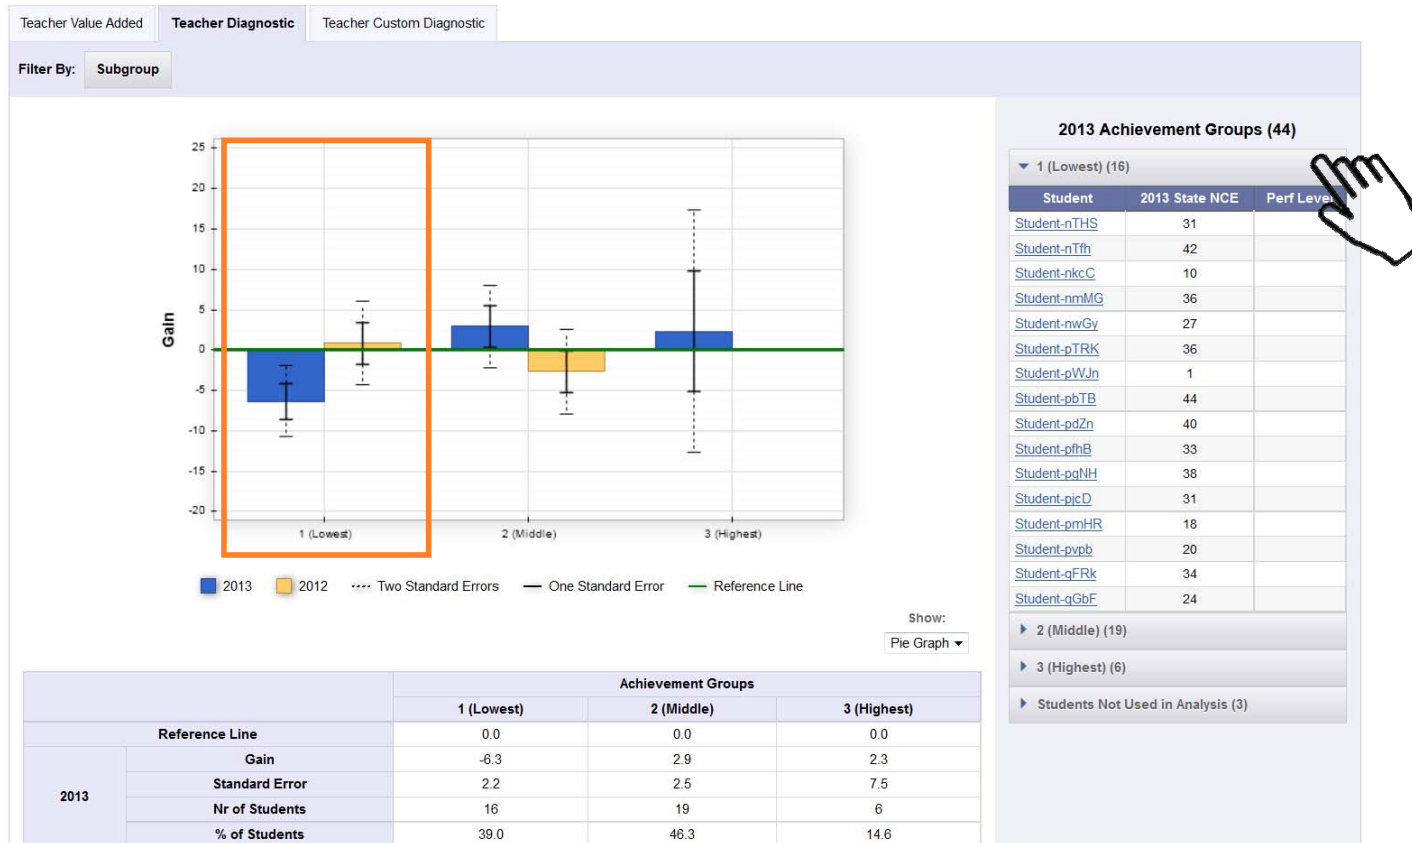 Teacher Value Added Teacher Diagnostic Teacher Custom Diagnostic
Filter By: Subgroup
25
20
15
10
5
0
-5
-10
-15
-20
Gain
1 (Lowest) 2 (Middle) 3 (Highest)
2013 2012 Two Standard Errors One Standard Error Reference Line
Show:
Pie Graph
Achievement Groups
1 (Lowest) 2 (Middle) 3 (Highest)
Reference Line 0.0 0.0 0.0
2013
Gain -6.3 2.9 2.3
Standard Error 2.2 2.5 7.5
Nr of Students 16 19 6
% of Students 39.0 46.3 14.6
2013 Achievement Groups (44)
1 (Lowest) (16)
Student 2013 State NCE Perf Leve
Student-nTHS 31
Student-nTfh 42
Student-nkcC 10
Student-nmMG 36
Student-nwGy 27
Student-pTRK 36
Student-pWJn 1
Student-pbTB 44
Student-pdZn 40
Student-pfhB 33
Student-pgNH 38
Student-pjcD 31
Student-pmHR 18
Student-pvpb 20
Student-qFRk 34
Student-qGbF 24
2 (Middle) (19)
3 (Highest) (6)
Students Not Used in Analysis (3)